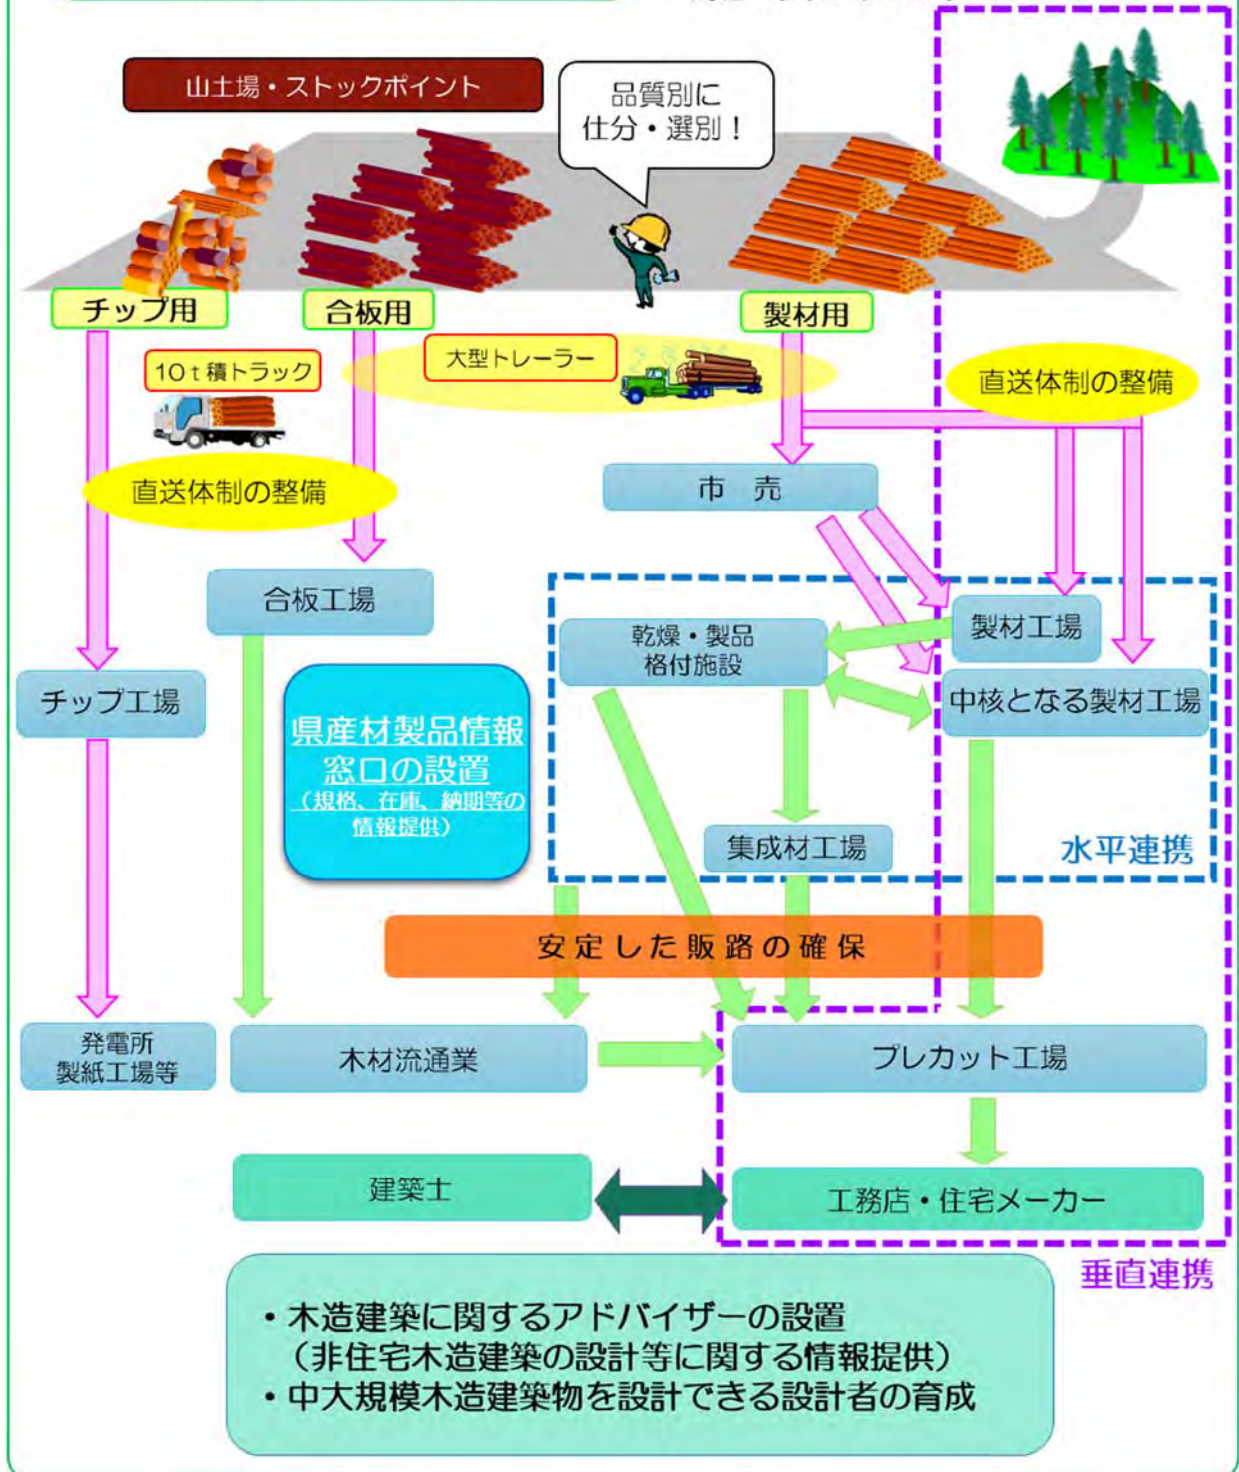 山土場・ストックポイント
品質別に
仕分・選別！
チップ用
合板用
製材用
10t積トラック
大型トレーラー
直送体制の整備
直送体制の整備
市 売
合板工場
製材工場
乾燥・製品
格付施設
チップ工場
中核となる製材工場
県産材製品情報
窓口の設置
（規格、在庫、納期等の
情報提供）
集成材工場
水平連携
安定した販路の確保
発電所
製紙工場等
木材流通業
プレカット工場
建築士
工務店・住宅メーカー
垂直連携
・木造建築に関するアドバイザーの設置
（非住宅木造建築の設計等に関する情報提供）
・中大規模木造建築物を設計できる設計者の育成